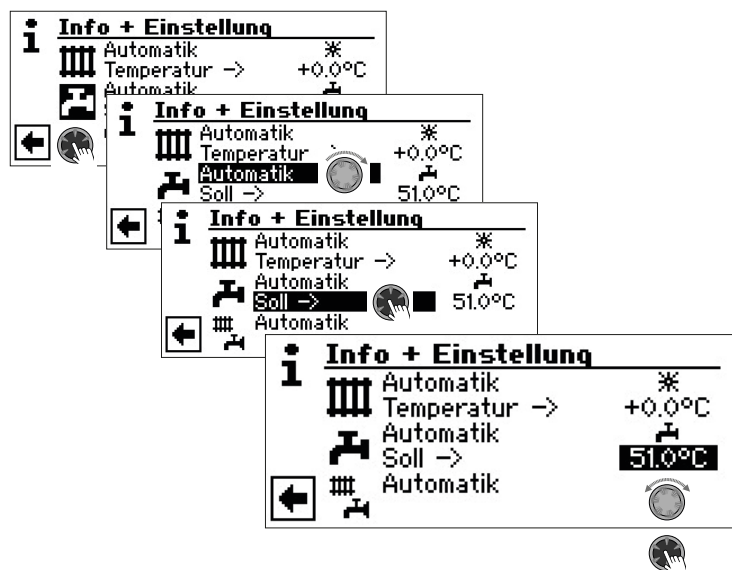 Info + Einstellung
Automatik
Temperatur -> +0.0°C
Automatik
Info + Einstellung
Automatik
Temperatur +0.0°C
Automatik
Soll -> 51.0°C
Info + Einstellung
Automatik
Temperatur -> +0.0°C
Automatik
Soll -> 51.0°C
Automatik
Info + Einstellung
Automatik
Temperatur -> +0.0°C
Automatik
Soll -> 51.0°C
Automatik